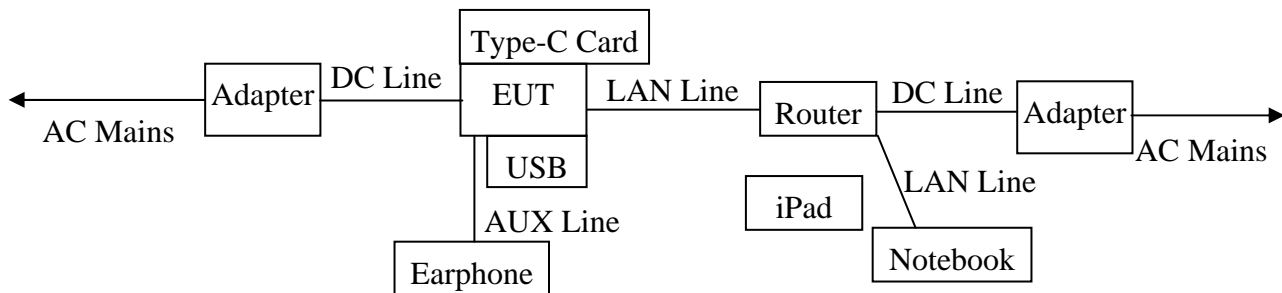 Type-C Card
Adapter
DC Line
EUT
LAN Line
Router
DC Line
Adapter
AC Mains
AC Mains
USB
LAN Line
iPad
AUX Line
Earphone
Notebook